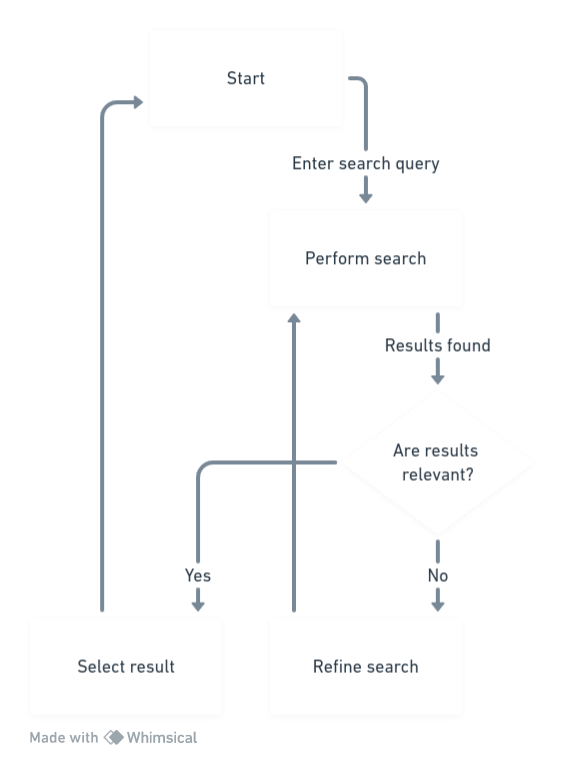 Start
Enter search query
Perform search
Results found
Are results
relevant?
Yes
No
Select result
Refine search
Made with Whimsical